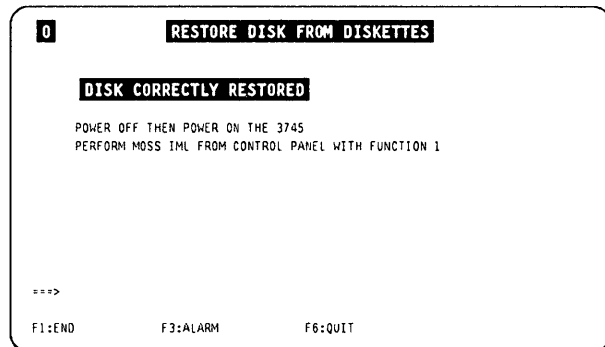 0 RESTORE DISK FROM DISKETTES
DISK CORRECTLY RESTORED
POWER OFF THEN POWER ON THE 3745
PERFORM MOSS IML FROM CONTROL PANEL WITH FUNCTION 1
===>
F1:END F3:ALARM F6:QUIT